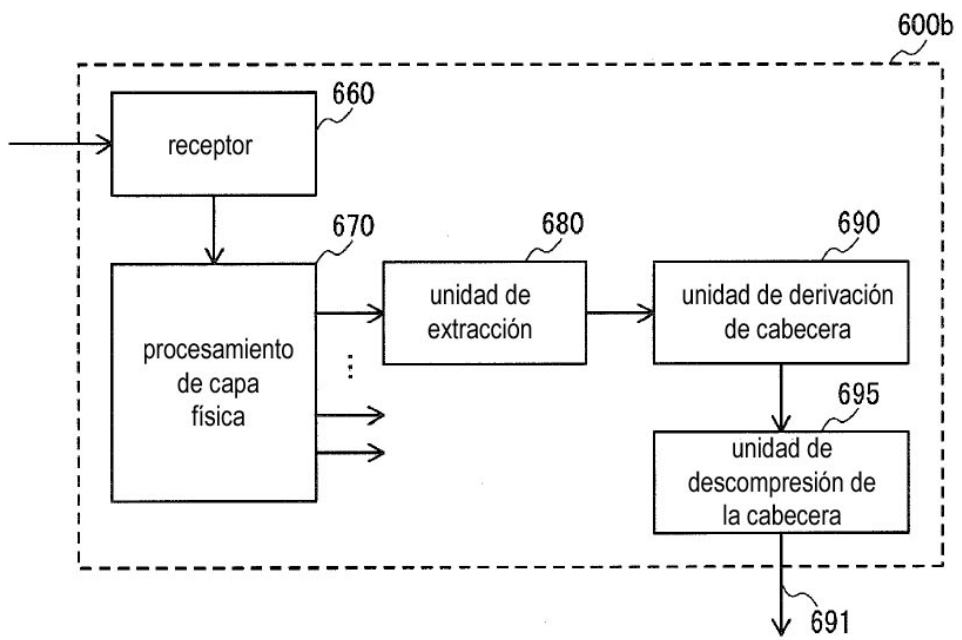 600b
660
receptor
670
680
690
procesamiento
de capa
física
unidad de
extracción
unidad de derivación
de cabecera
695
unidad de
descompresión de
la cabecera
691